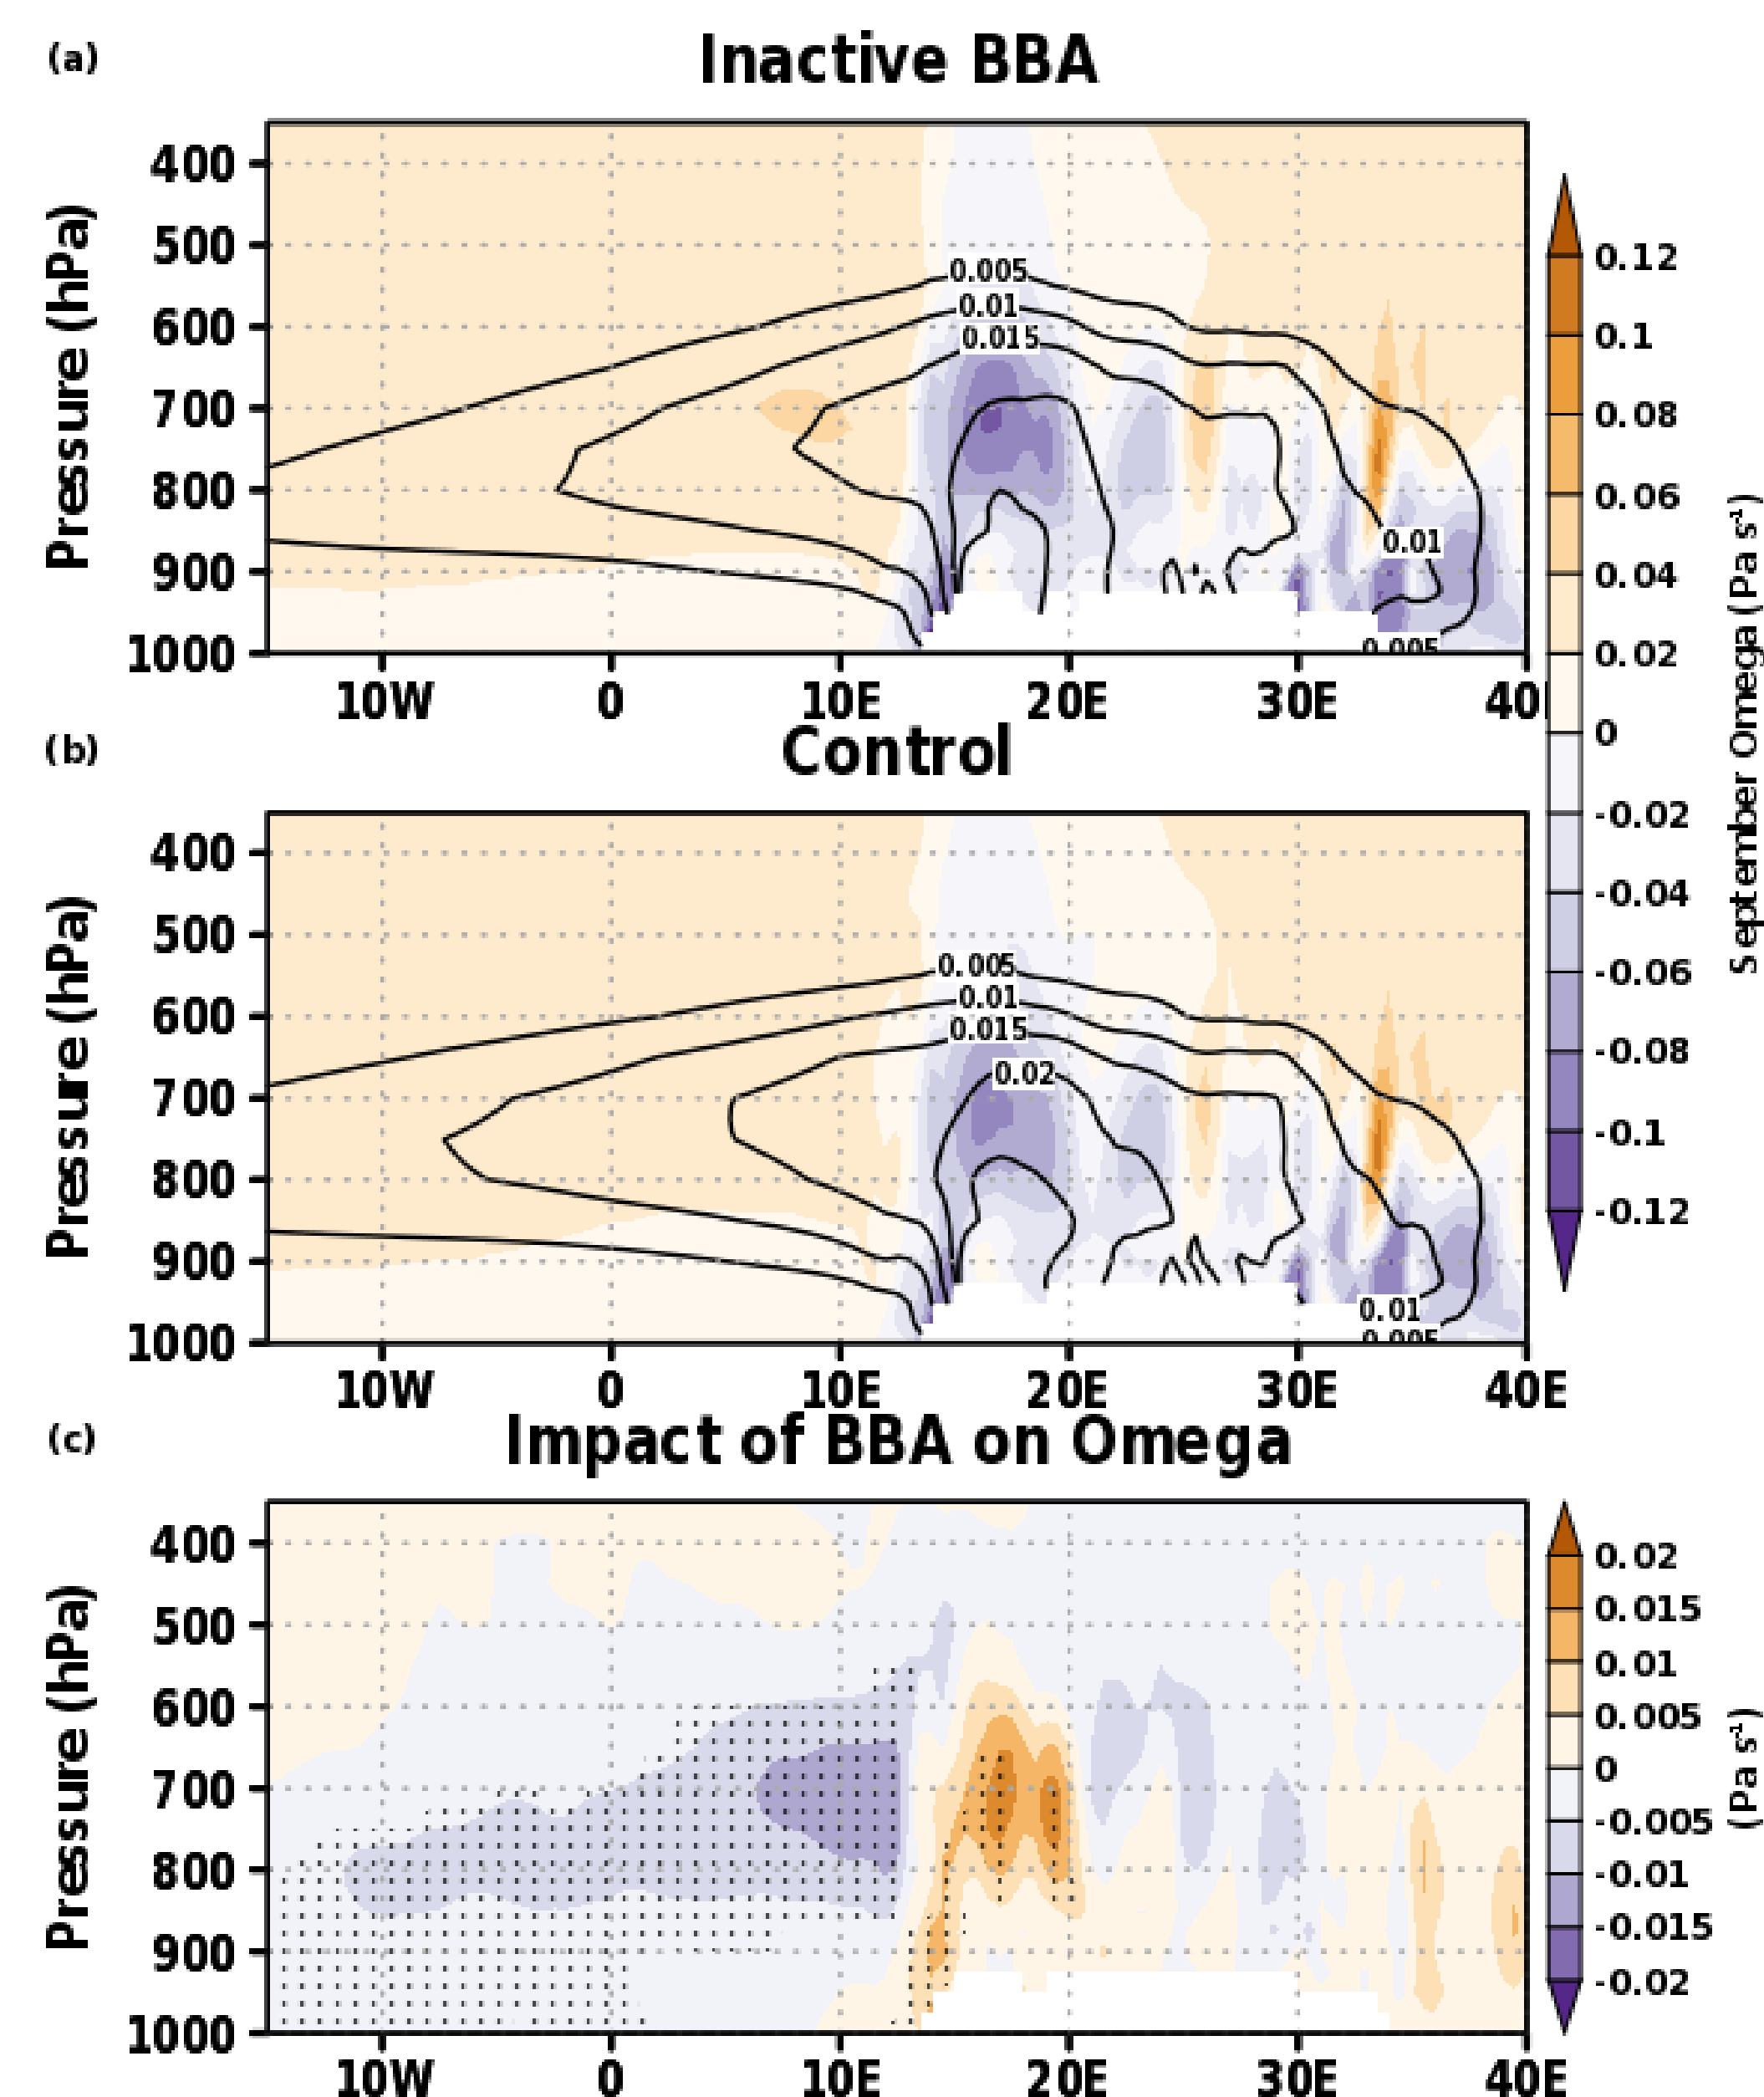 (a)
Inactive BBA
Pressure (hPa)
400
500
600
700
800
900
1000
0.005
0.01
0.015
0.01
0.005
10W
0
10E
20E
30E
40E
0.12
0.1
0.08
0.06
0.04
0.02
0
-0.02
-0.04
-0.06
-0.08
-0.1
-0.12
September Omega (Pa s⁻¹)
(b)
Control
Pressure (hPa)
400
500
600
700
800
900
1000
0.005
0.01
0.015
0.02
0.01
0.005
10W
0
10E
20E
30E
40E
(c)
Impact of BBA on Omega
Pressure (hPa)
400
500
600
700
800
900
1000
10W
0
10E
20E
30E
40E
0.02
0.015
0.01
0.005
0
-0.005
-0.01
-0.015
-0.02
(Pa s⁻¹)